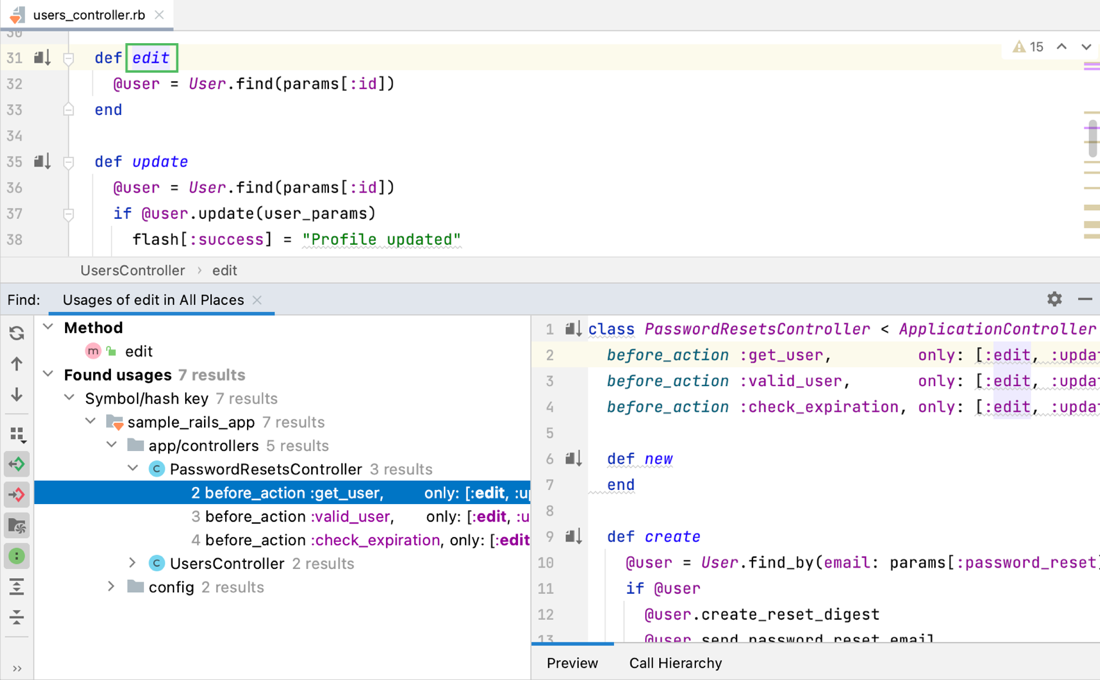 users_controller.rb
30
31 def edit
15
32 @user = User.find(params[:id])
33 end
34
35 def update
36 @user = User.find(params[:id])
37 if @user.update(user_params)
38 flash[:success] = "Profile updated"
UsersController › edit
Find: Usages of edit in All Places
Method
m edit
Found usages 7 results
Symbol/hash key 7 results
sample_rails_app 7 results
app/controllers 5 results
C PasswordResetsController 3 results
2 before_action :get_user, only: [:edit, :up
3 before_action :valid_user, only: [:edit, :u
4 before_action :check_expiration, only: [:edit
C UsersController 2 results
config 2 results
1 class PasswordResetsController < ApplicationController
2 before_action :get_user, only: [:edit, :updat
3 before_action :valid_user, only: [:edit, :updat
4 before_action :check_expiration, only: [:edit, :updat
5
6 def new
7 end
8
9 def create
10 @user = User.find_by(email: params[:password_reset]
11 if @user
12 @user.create_reset_digest
13 @user.send_password_reset_email
Preview Call Hierarchy